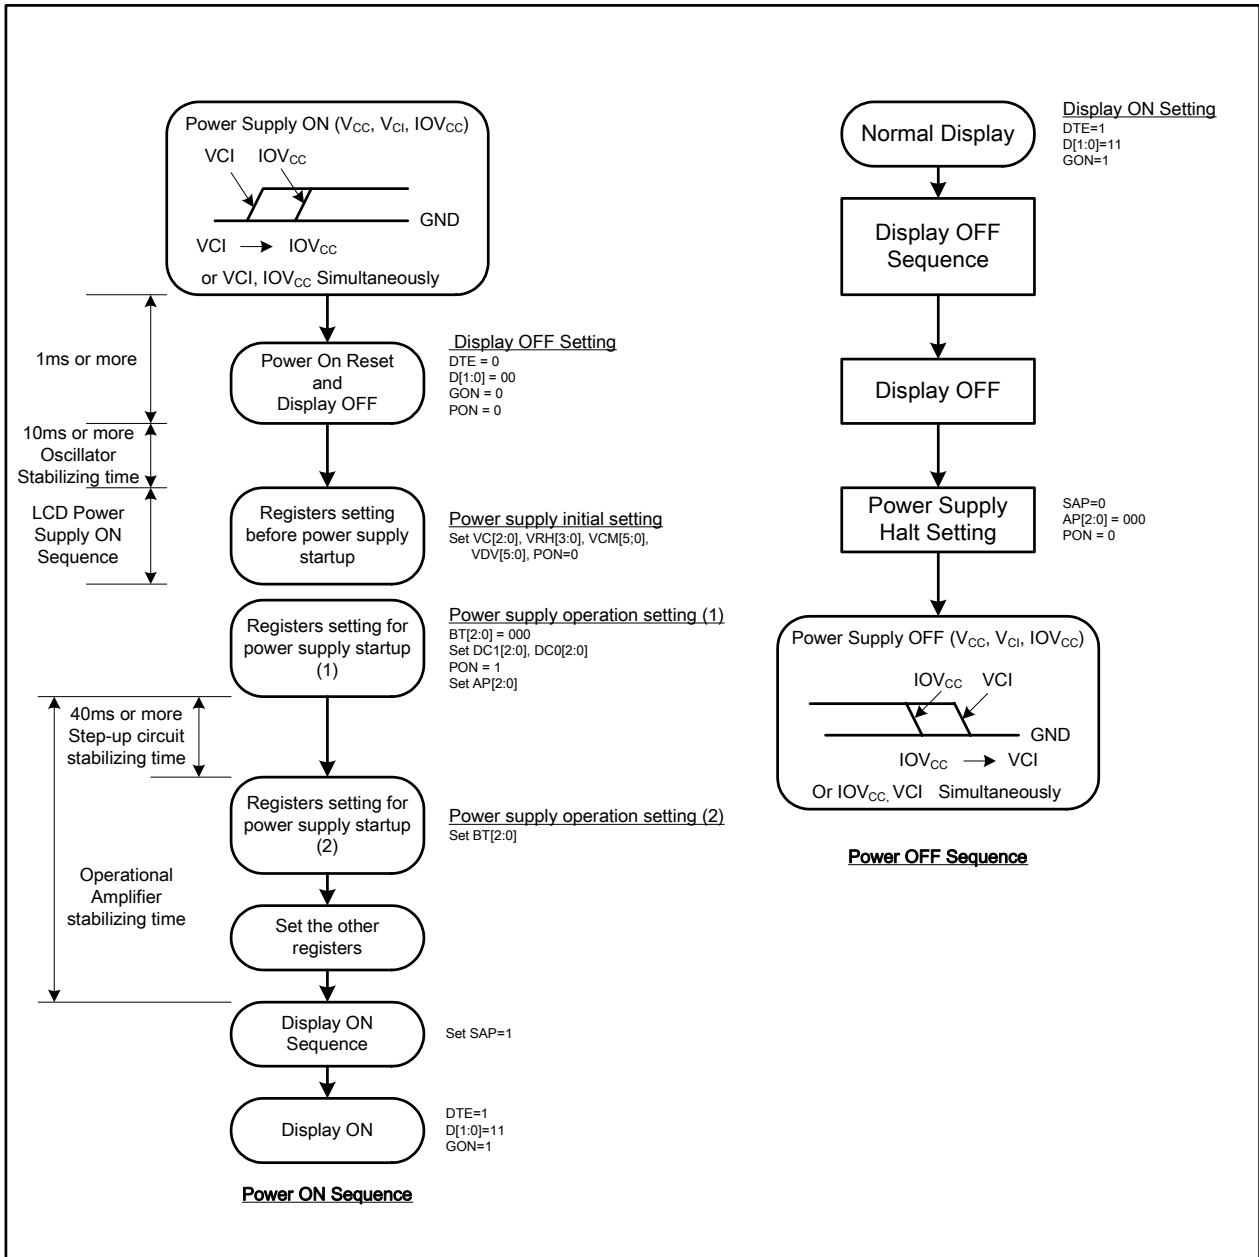 Power Supply ON (VCC, VCI, IOVCC)
VCI IOVCC
GND
VCI IOVCC
or VCI, IOVCC Simultaneously
1ms or more
Power On Reset
and
Display OFF
Display OFF Setting
DTE = 0
D[1:0] = 00
GON = 0
PON = 0
10ms or more
Oscillator
Stabilizing time
LCD Power
Supply ON
Sequence
Registers setting
before power supply
startup
Power supply initial setting
Set VC[2:0], VRH[3:0], VCM[5;0],
VDV[5:0], PON=0
Registers setting for
power supply startup
(1)
Power supply operation setting (1)
BT[2:0] = 000
Set DC1[2:0], DC0[2:0]
PON = 1
Set AP[2:0]
40ms or more
Step-up circuit
stabilizing time
Registers setting for
power supply startup
(2)
Power supply operation setting (2)
Set BT[2:0]
Operational
Amplifier
stabilizing time
Set the other
registers
Display ON
Sequence
Set SAP=1
Display ON
DTE=1
D[1:0]=11
GON=1
Power ON Sequence
Normal Display
Display ON Setting
DTE=1
D[1:0]=11
GON=1
Display OFF
Sequence
Display OFF
Power Supply
Halt Setting
SAP=0
AP[2:0] = 000
PON = 0
Power Supply OFF (VCC, VCI, IOVCC)
IOVCC VCI
GND
IOVCC VCI
Or IOVCC, VCI Simultaneously
Power OFF Sequence